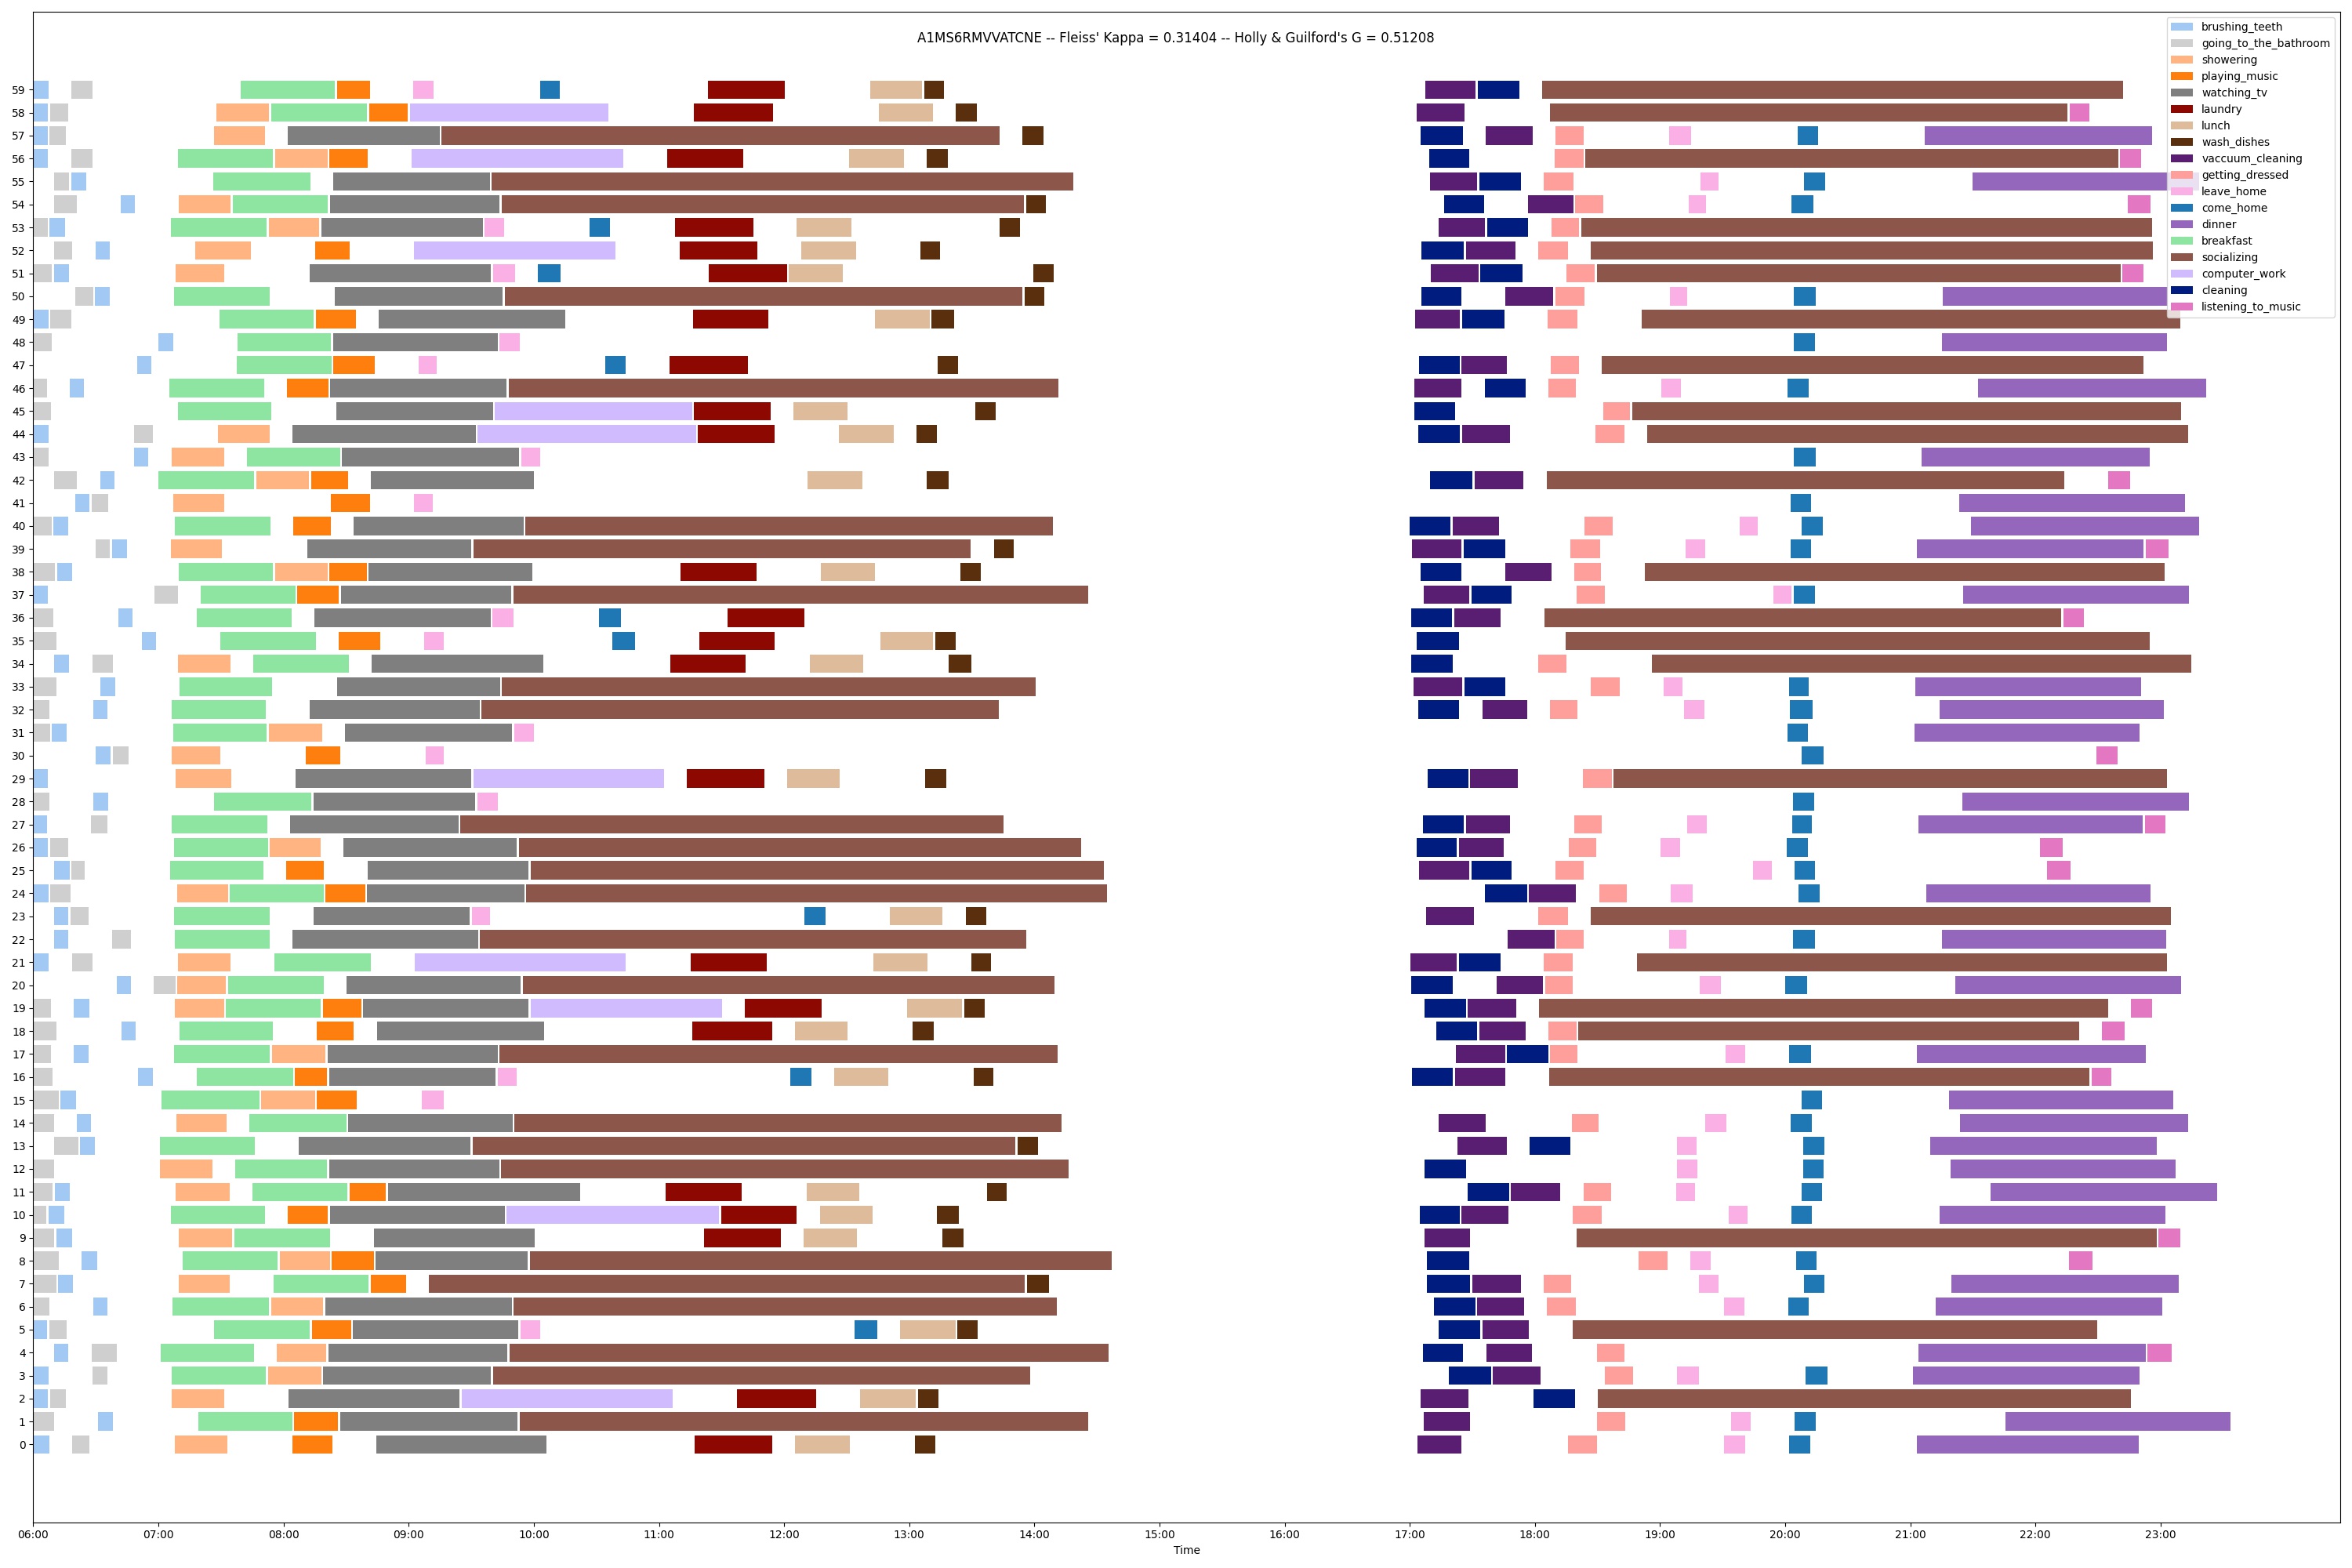 A1MS6RMVVATCNE -- Fleiss' Kappa = 0.31404 -- Holly & Guilford's G = 0.51208
brushing_teeth
going_to_the_bathroom
showering
playing_music
watching_tv
laundry
lunch
wash_dishes
vaccuum_cleaning
getting_dressed
leave_home
come_home
dinner
breakfast
socializing
computer_work
cleaning
listening_to_music
59
58
57
56
55
54
53
52
51
50
49
48
47
46
45
44
43
42
41
40
39
38
37
36
35
34
33
32
31
30
29
28
27
26
25
24
23
22
21
20
19
18
17
16
15
14
13
12
11
10
9
8
7
6
5
4
3
2
1
0
06:00 07:00 08:00 09:00 10:00 11:00 12:00 13:00 14:00 15:00 16:00 17:00 18:00 19:00 20:00 21:00 22:00 23:00
Time